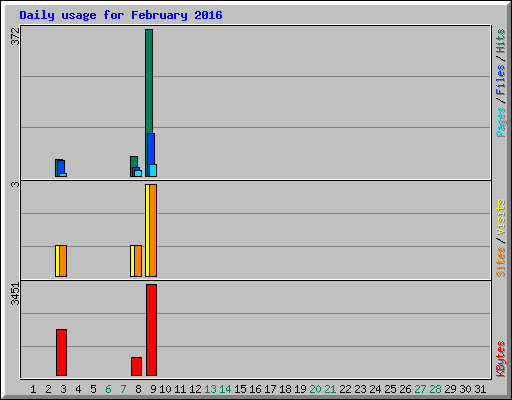 Daily usage for February 2016
372
3
3451
Pages/Files/Hits
Sites/Visits
KBytes
1 2 3 4 5 6 7 8 9 10 11 12 13 14 15 16 17 18 19 20 21 22 23 24 25 26 27 28 29 30 31